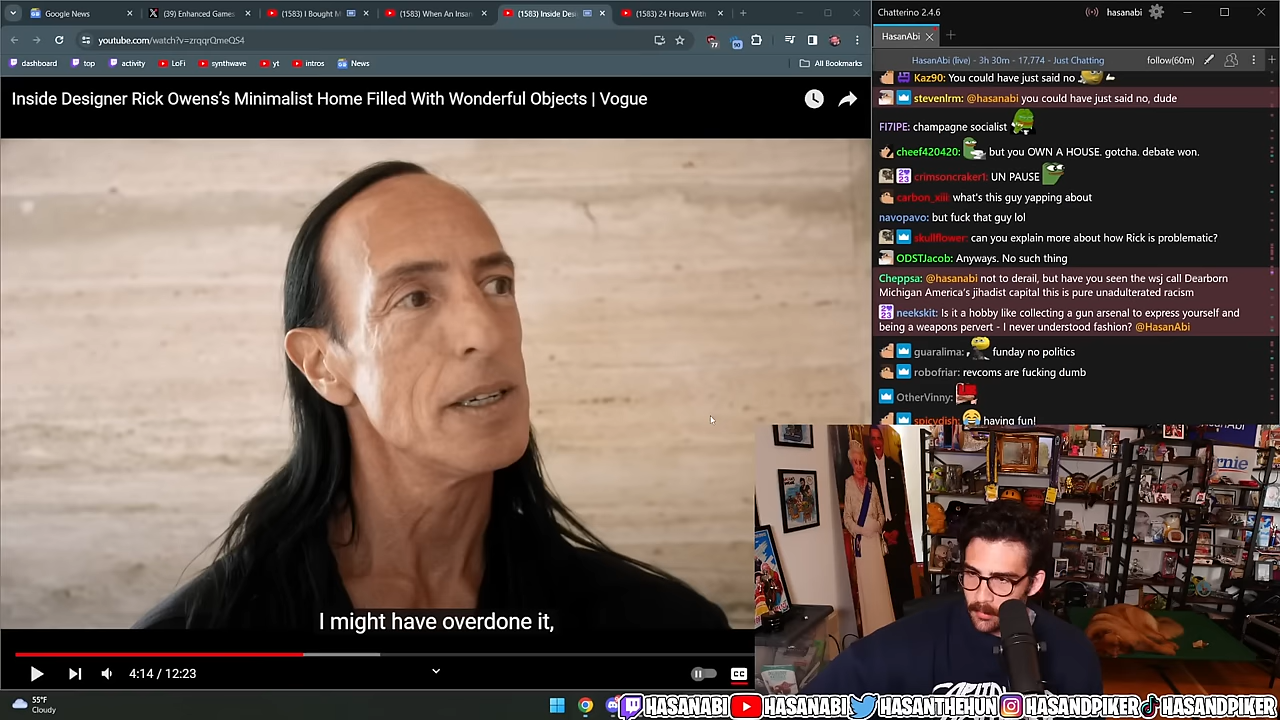 Google News
(39) Enhanced Games
(1583) I Bought M
(1583) When An Insan
(1583) Inside Desi
(1583) 24 Hours With
youtube.com/watch?v=zrqqrQmeQS4
77
90
dashboard
top
activity
LoFi
synthwave
yt
intros
News
All Bookmarks
Inside Designer Rick Owens's Minimalist Home Filled With Wonderful Objects | Vogue
I might have overdone it,
4:14 / 12:23
CC
Chatterino 2.4.6
hasanabi
HasanAbi
HasanAbi (live) - 3h 30m - 17,774 - Just Chatting
follow(60m)
Kaz90: You could have just said no
stevenlrm: @hasanabi you could have just said no, dude
FI7IPE: champagne socialist
cheef420420: but you OWN A HOUSE. gotcha. debate won.
crimsoncraker1: UN PAUSE
carbon_xiii: what's this guy yapping about
navopavo: but fuck that guy lol
skullflower: can you explain more about how Rick is problematic?
ODSTJacob: Anyways. No such thing
Cheppsa: @hasanabi not to derail, but have you seen the wsj call Dearborn
Michigan America's jihadist capital this is pure unadulterated racism
neekskit: Is it a hobby like collecting a gun arsenal to express yourself and
being a weapons pervert - I never understood fashion? @HasanAbi
guaralima: funday no politics
robofriar: revcoms are fucking dumb
OtherVinny:
spicydish: having fun!
ernie
55°F
Cloudy
HASANABI HASANABI HASANTHEHUN HASANDPIKER HASANDPIKER